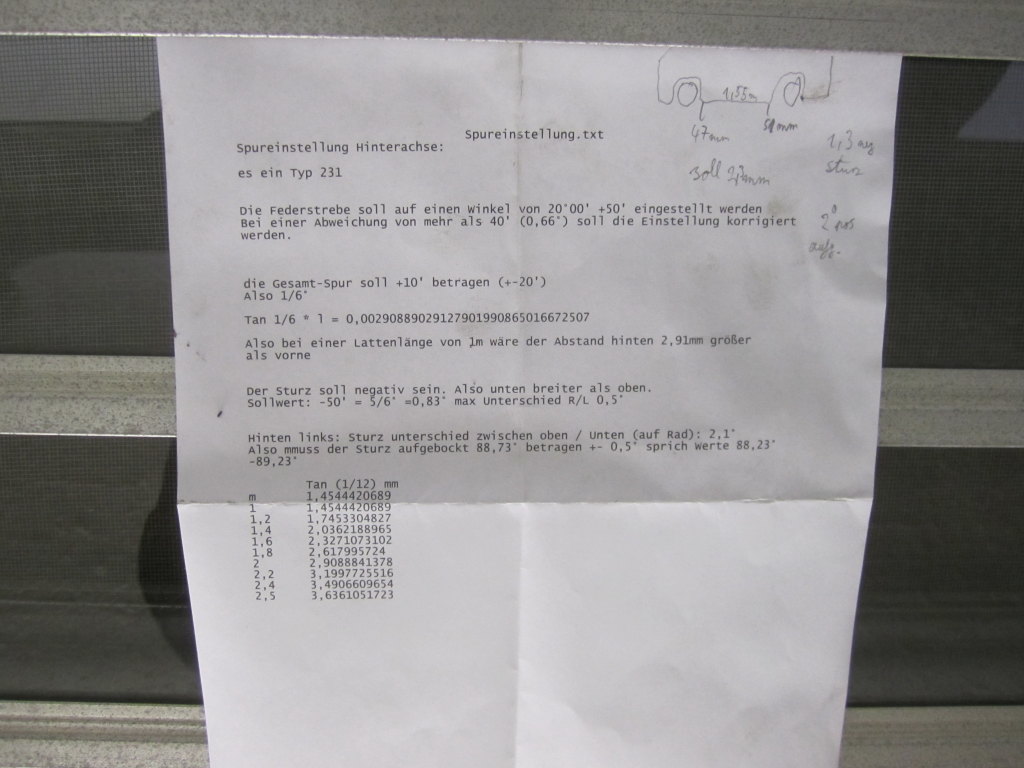 1,55m
47mm
51mm
Spureinstellung.txt
1,3 neg
Sturz
Spureinstellung Hinterachse:
es ein Typ 231
soll
Die Federstrebe soll auf einen Winkel von 20°00' +50' eingestellt werden
Bei einer Abweichung von mehr als 40' (0,66°) soll die Einstellung korrigiert
werden.
2° pos
die Gesamt-Spur soll +10' betragen (+-20')
Also 1/6°
Tan 1/6 * l = 0,0029088902912790199086501667 2507
Also bei einer Lattenlänge von 1m wäre der Abstand hinten 2,91mm größer
als vorne
Der Sturz soll negativ sein. Also unten breiter als oben.
Sollwert: -50' = 5/6° =0,83° max Unterschied R/L 0,5°
Hinten links: Sturz unterschied zwischen oben / Unten (auf Rad): 2,1°
Also mmuss der Sturz aufgebockt 88,73° betragen +- 0,5° sprich Werte 88,23°
-89,23°
Tan (1/12) mm
m 1,4544420689
1 1,4544420689
1,2 1,7453304827
1,4 2,0362188965
1,6 2,3271073102
1,8 2,617995724
2 2,9088841378
2,2 3,1997725516
2,4 3,4906609654
2,5 3,6361051723